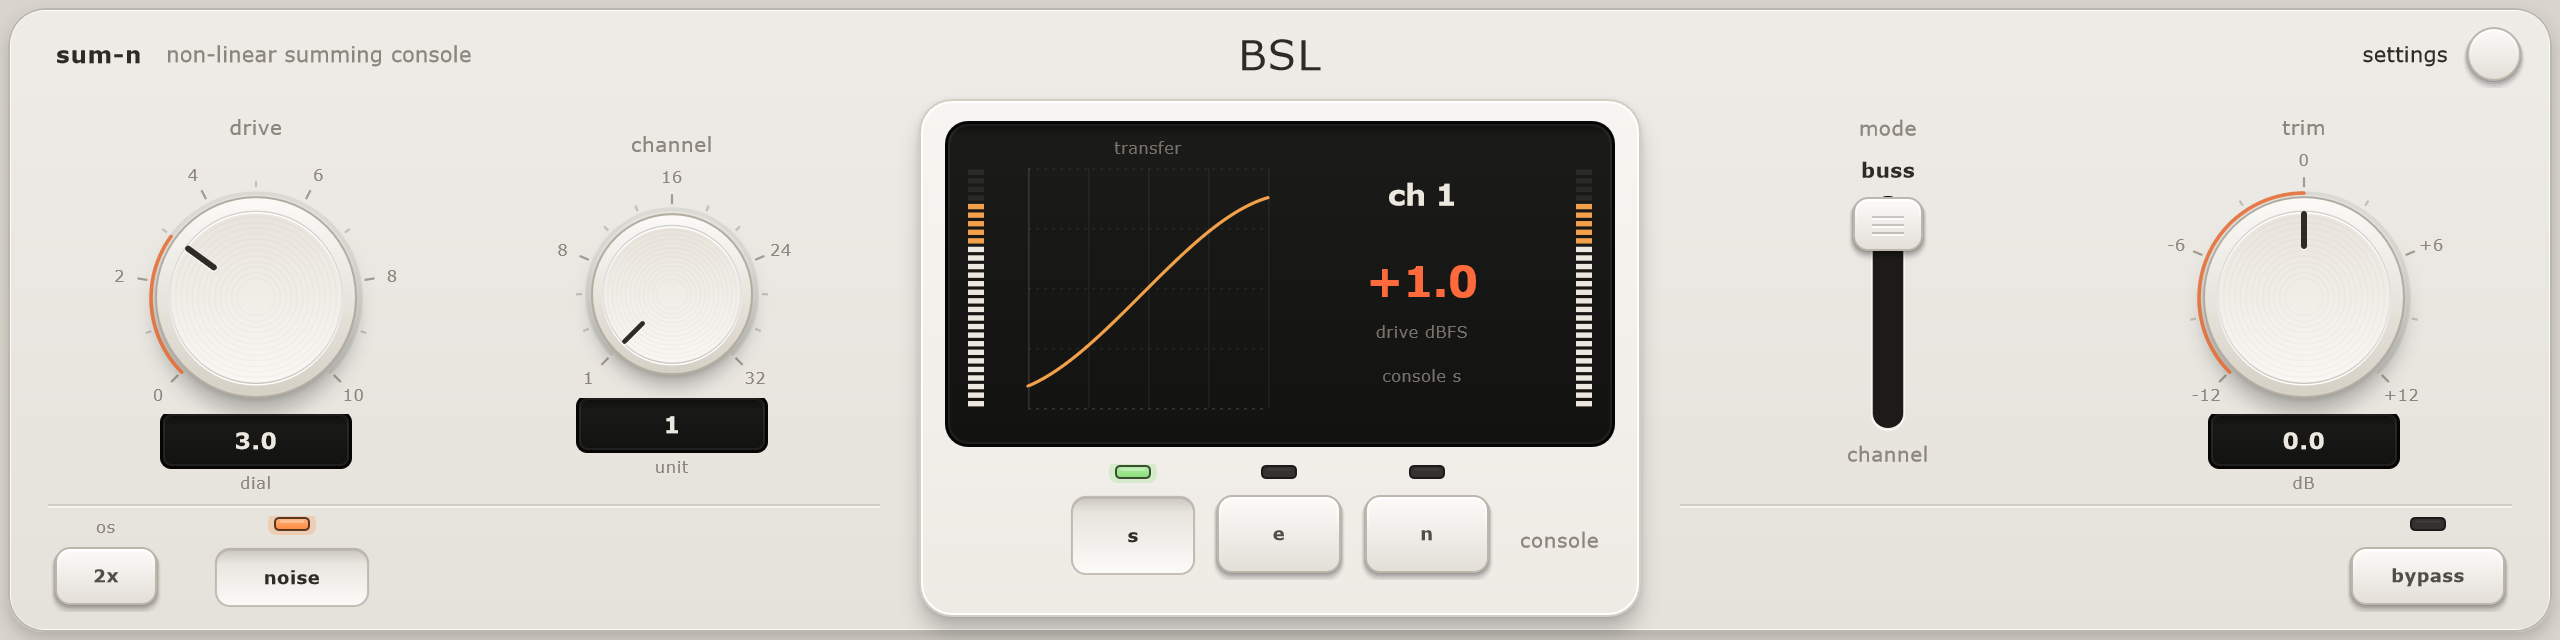 sum-n non-linear summing console
BSL
settings
drive
4
6
2
8
0
10
3.0
dial
channel
16
8
24
1
32
1
unit
transfer
ch 1
+1.0
drive dBFS
console s
mode
buss
channel
trim
0
-6
+6
-12
+12
0.0
dB
os
2x
noise
s
e
n
console
bypass